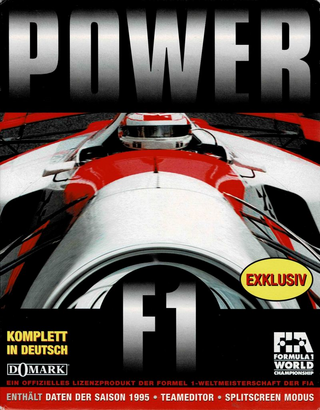 POWER
F1
EXKLUSIV
KOMPLETT
IN DEUTSCH
DOMARK
FIA
FORMULA 1
WORLD
CHAMPIONSHIP
EIN OFFIZIELLES LIZENZPRODUKT DER FORMEL 1-WELTMEISTERSCHAFT DER FIA
ENTHÄLT DATEN DER SAISON 1995 • TEAMEDITOR • SPLITSCREEN MODUS